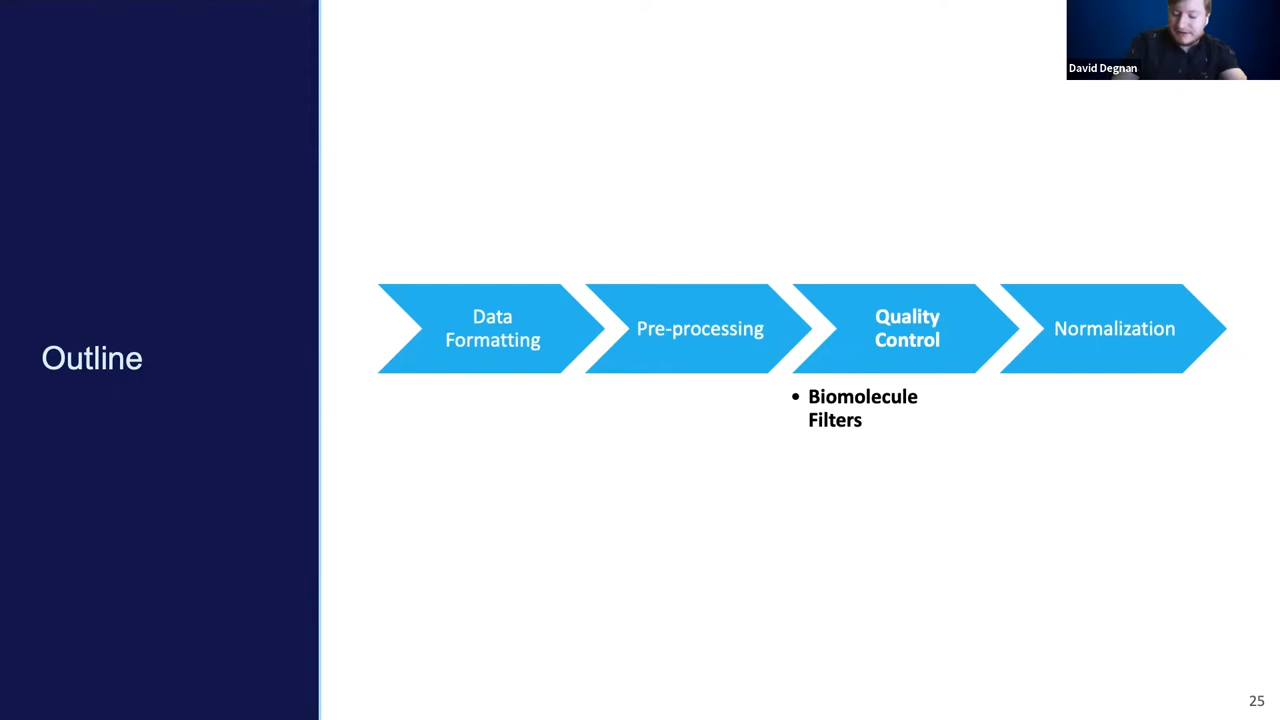 David Degnan
Outline
Data
Formatting
Pre-processing
Quality
Control
Normalization
• Biomolecule
Filters
25